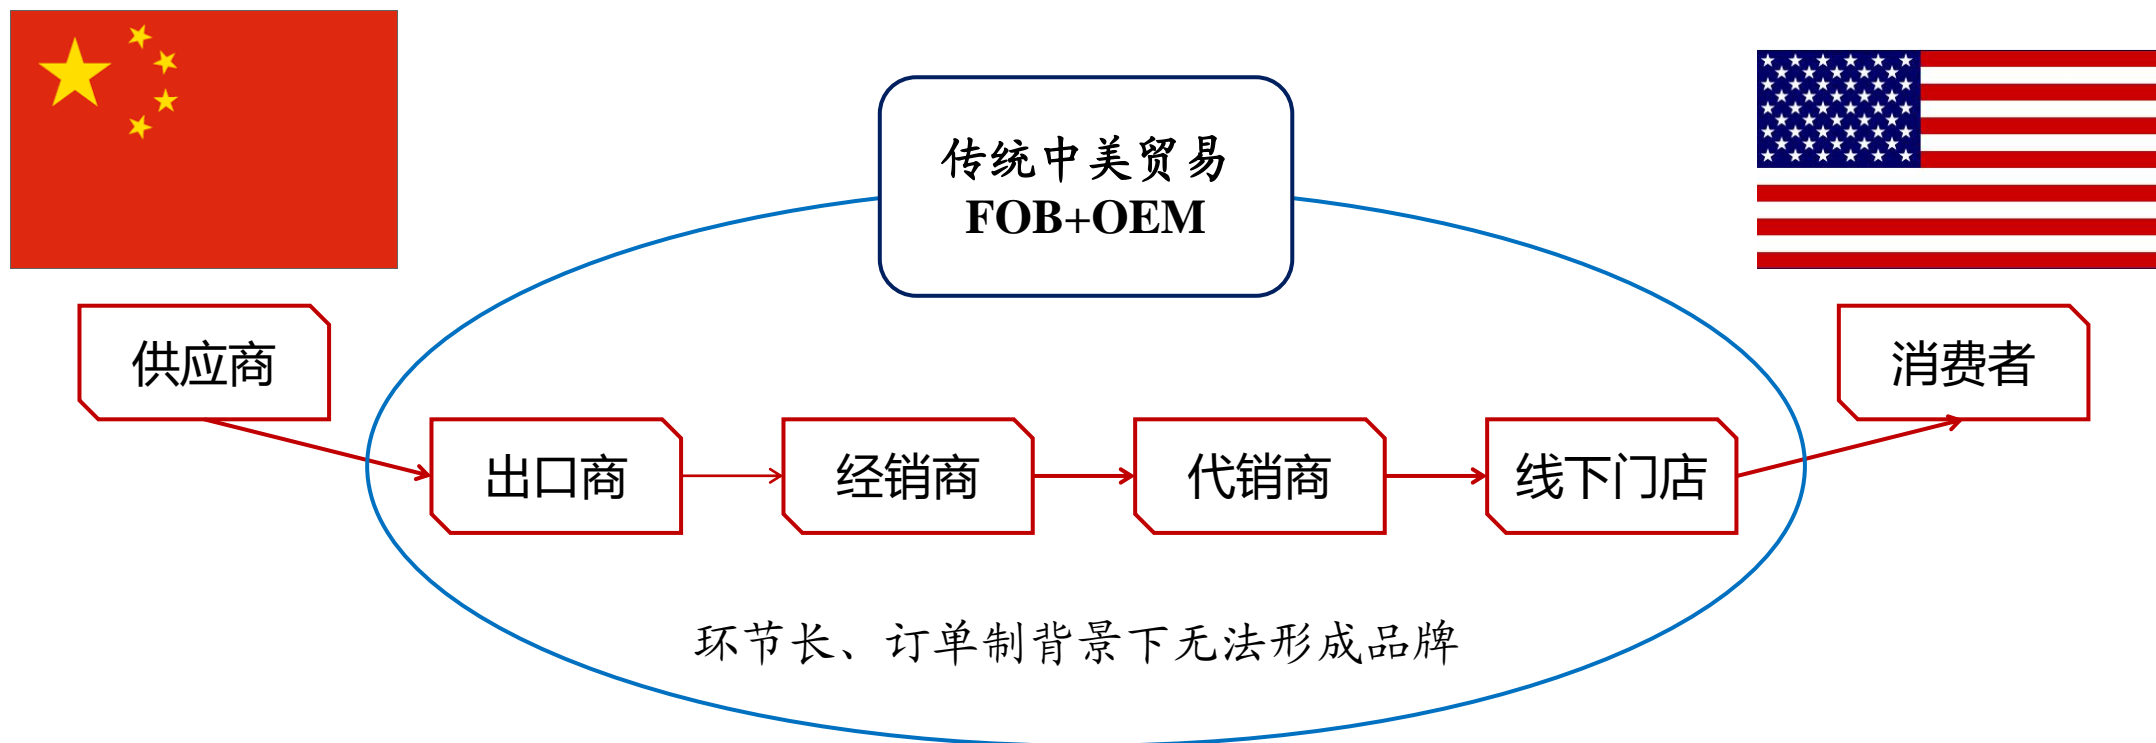 传统中美贸易
FOB+OEM
供应商
消费者
出口商
经销商
代销商
线下门店
环节长、订单制背景下无法形成品牌